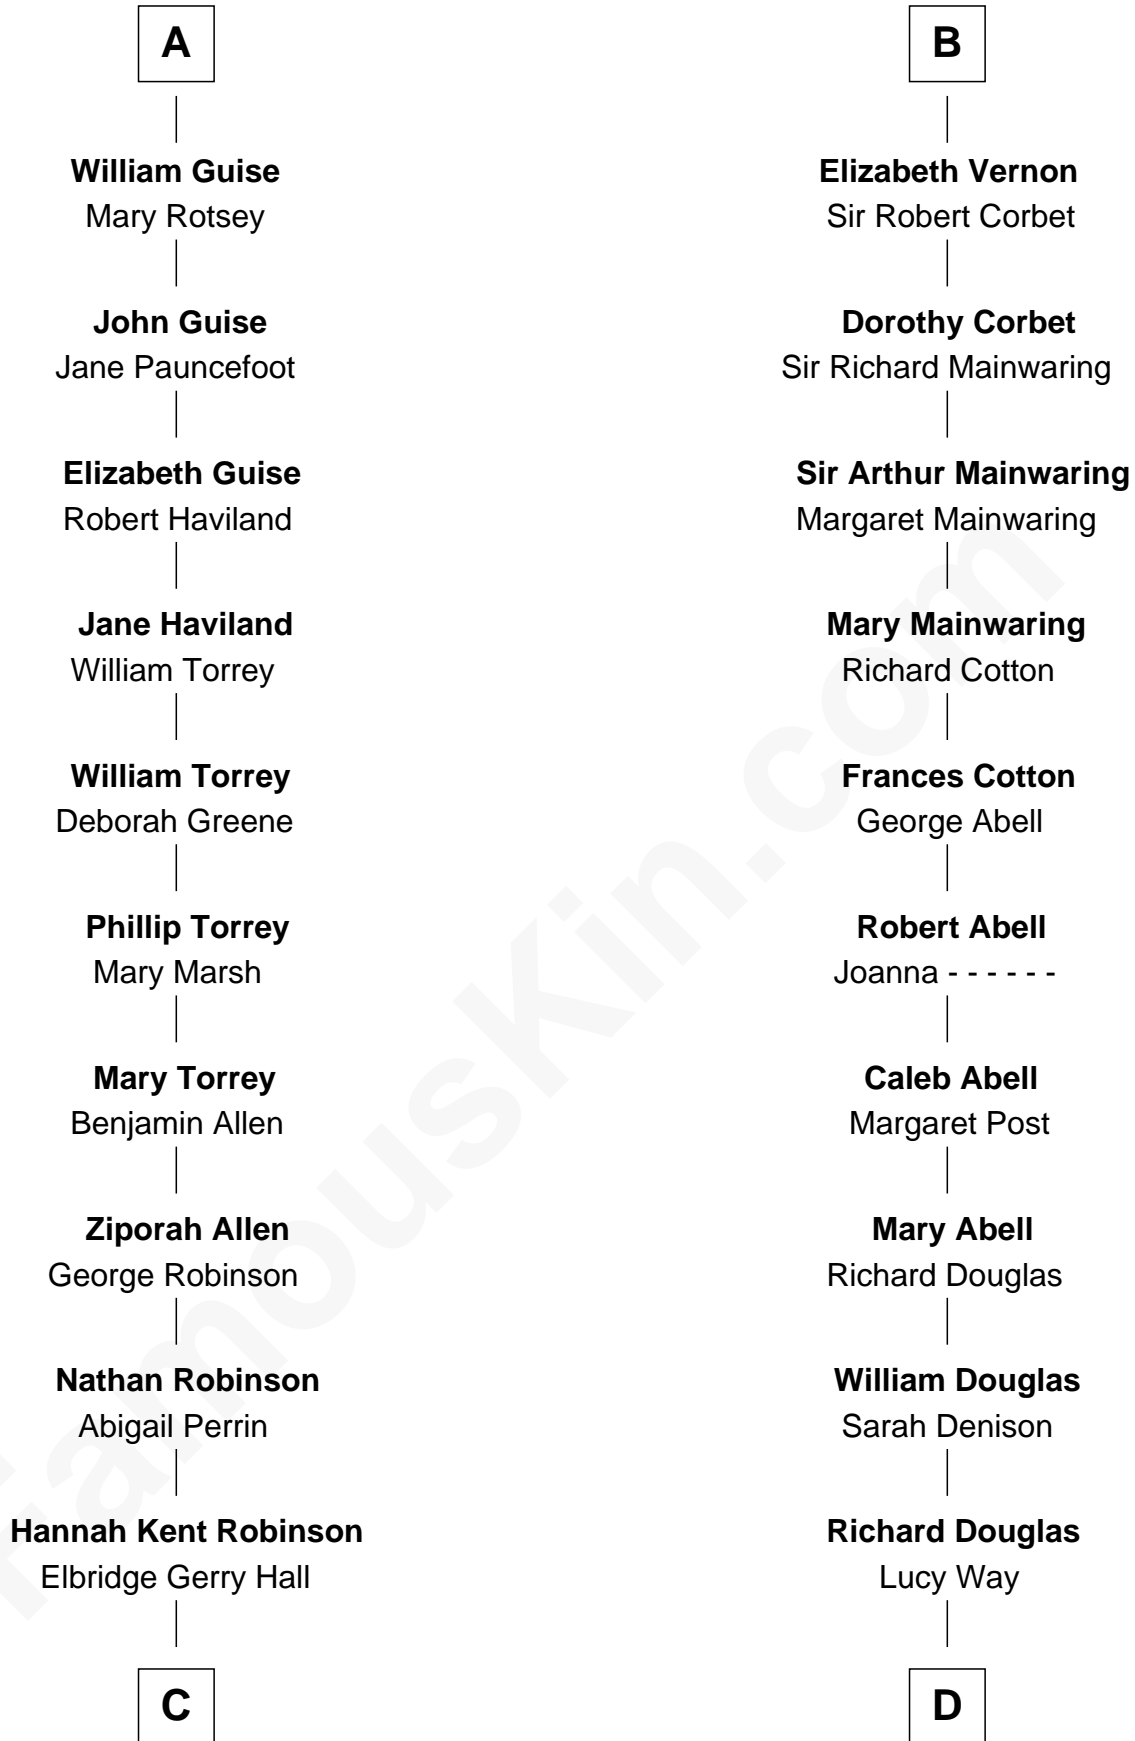 A
William Guise
Mary Rotsey
John Guise
Jane Pauncefoot
Elizabeth Guise
Robert Haviland
Jane Haviland
William Torrey
William Torrey
Deborah Greene
Phillip Torrey
Mary Marsh
Mary Torrey
Benjamin Allen
Ziporah Allen
George Robinson
Nathan Robinson
Abigail Perrin
Hannah Kent Robinson
Elbridge Gerry Hall
C
B
Elizabeth Vernon
Sir Robert Corbet
Dorothy Corbet
Sir Richard Mainwaring
Sir Arthur Mainwaring
Margaret Mainwaring
Mary Mainwaring
Richard Cotton
Frances Cotton
George Abell
Robert Abell
Joanna - - - - - -
Caleb Abell
Margaret Post
Mary Abell
Richard Douglas
William Douglas
Sarah Denison
Richard Douglas
Lucy Way
D
FamousKin.com